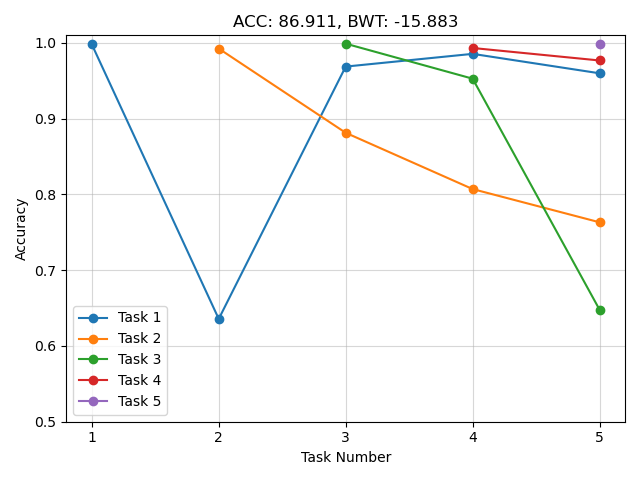 ACC: 86.911, BWT: -15.883
1.0
0.9
0.8
0.7
0.6
0.5
Accuracy
Task 1
Task 2
Task 3
Task 4
Task 5
1 2 3 4 5
Task Number